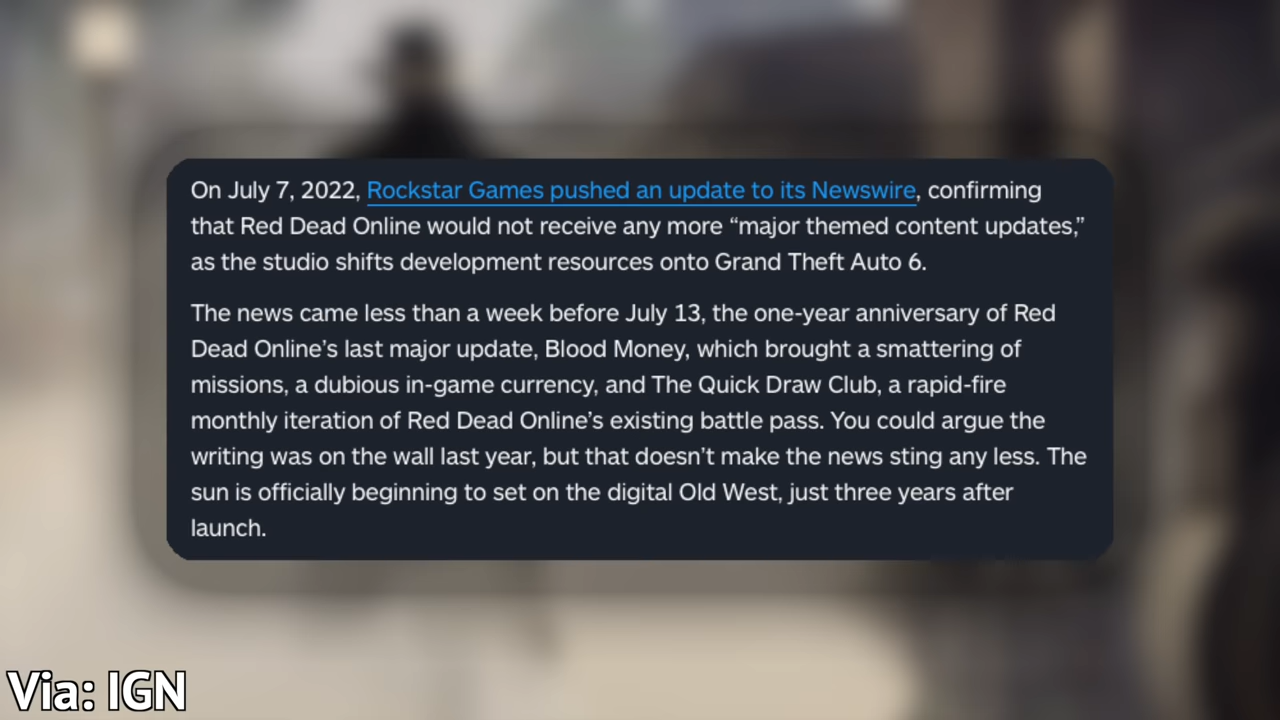 On July 7, 2022, Rockstar Games pushed an update to its Newswire, confirming
that Red Dead Online would not receive any more “major themed content updates,”
as the studio shifts development resources onto Grand Theft Auto 6.
The news came less than a week before July 13, the one-year anniversary of Red
Dead Online’s last major update, Blood Money, which brought a smattering of
missions, a dubious in-game currency, and The Quick Draw Club, a rapid-fire
monthly iteration of Red Dead Online’s existing battle pass. You could argue the
writing was on the wall last year, but that doesn’t make the news sting any less. The
sun is officially beginning to set on the digital Old West, just three years after
launch.
Via: IGN